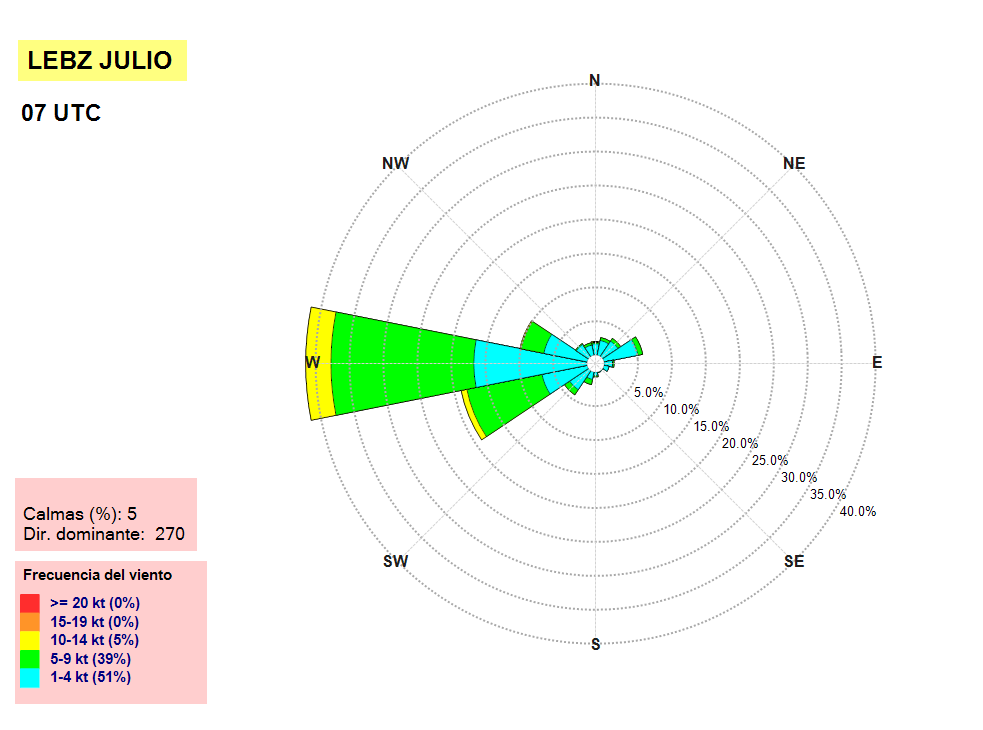 LEBZ JULIO
07 UTC
N
NW
NE
W
E
5.0%
10.0%
15.0%
20.0%
25.0%
30.0%
35.0%
40.0%
SW
SE
S
Calmas (%): 5
Dir. dominante: 270
Frecuencia del viento
>= 20 kt (0%)
15-19 kt (0%)
10-14 kt (5%)
5-9 kt (39%)
1-4 kt (51%)